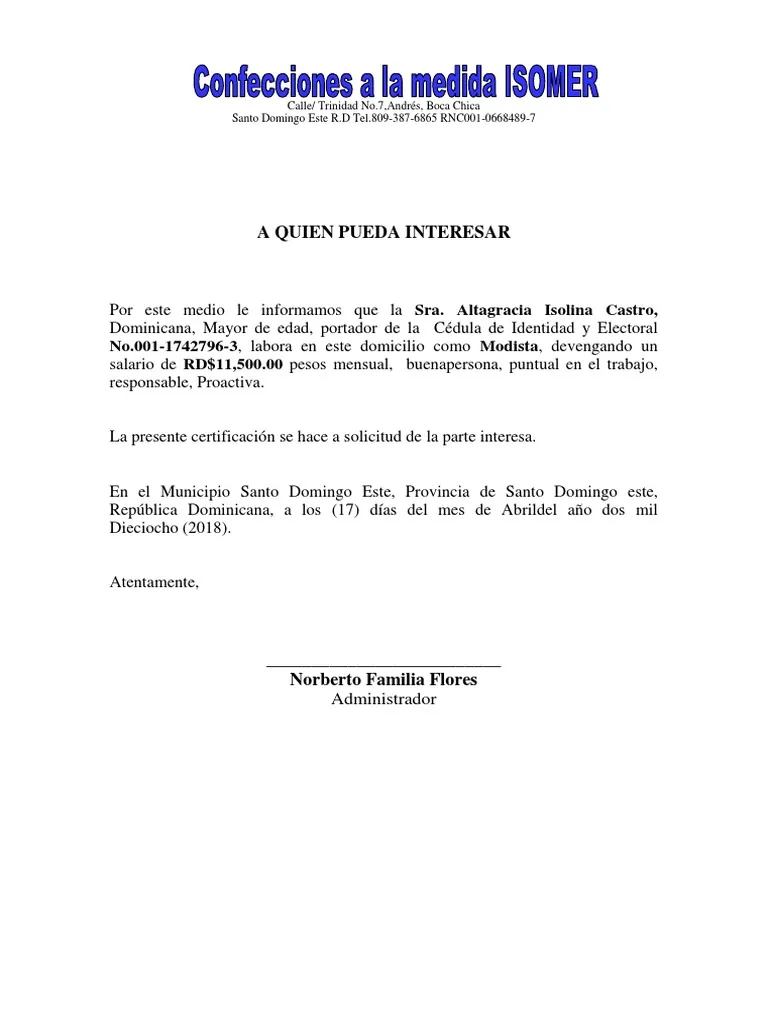 Confecciones a la medida ISOMER
Calle/ Trinidad No.7,Andrés, Boca Chica
Santo Domingo Este R.D Tel.809-387-6865 RNC001-0668489-7
A QUIEN PUEDA INTERESAR
Por este medio le informamos que la Sra. Altagracia Isolina Castro,
Dominicana, Mayor de edad, portador de la Cédula de Identidad y Electoral
No.001-1742796-3, labora en este domicilio como Modista, devengando un
salario de RD$11,500.00 pesos mensual, buenapersona, puntual en el trabajo,
responsable, Proactiva.
La presente certificación se hace a solicitud de la parte interesa.
En el Municipio Santo Domingo Este, Provincia de Santo Domingo este,
República Dominicana, a los (17) días del mes de Abrildel año dos mil
Dieciocho (2018).
Atentamente,
Norberto Familia Flores
Administrador